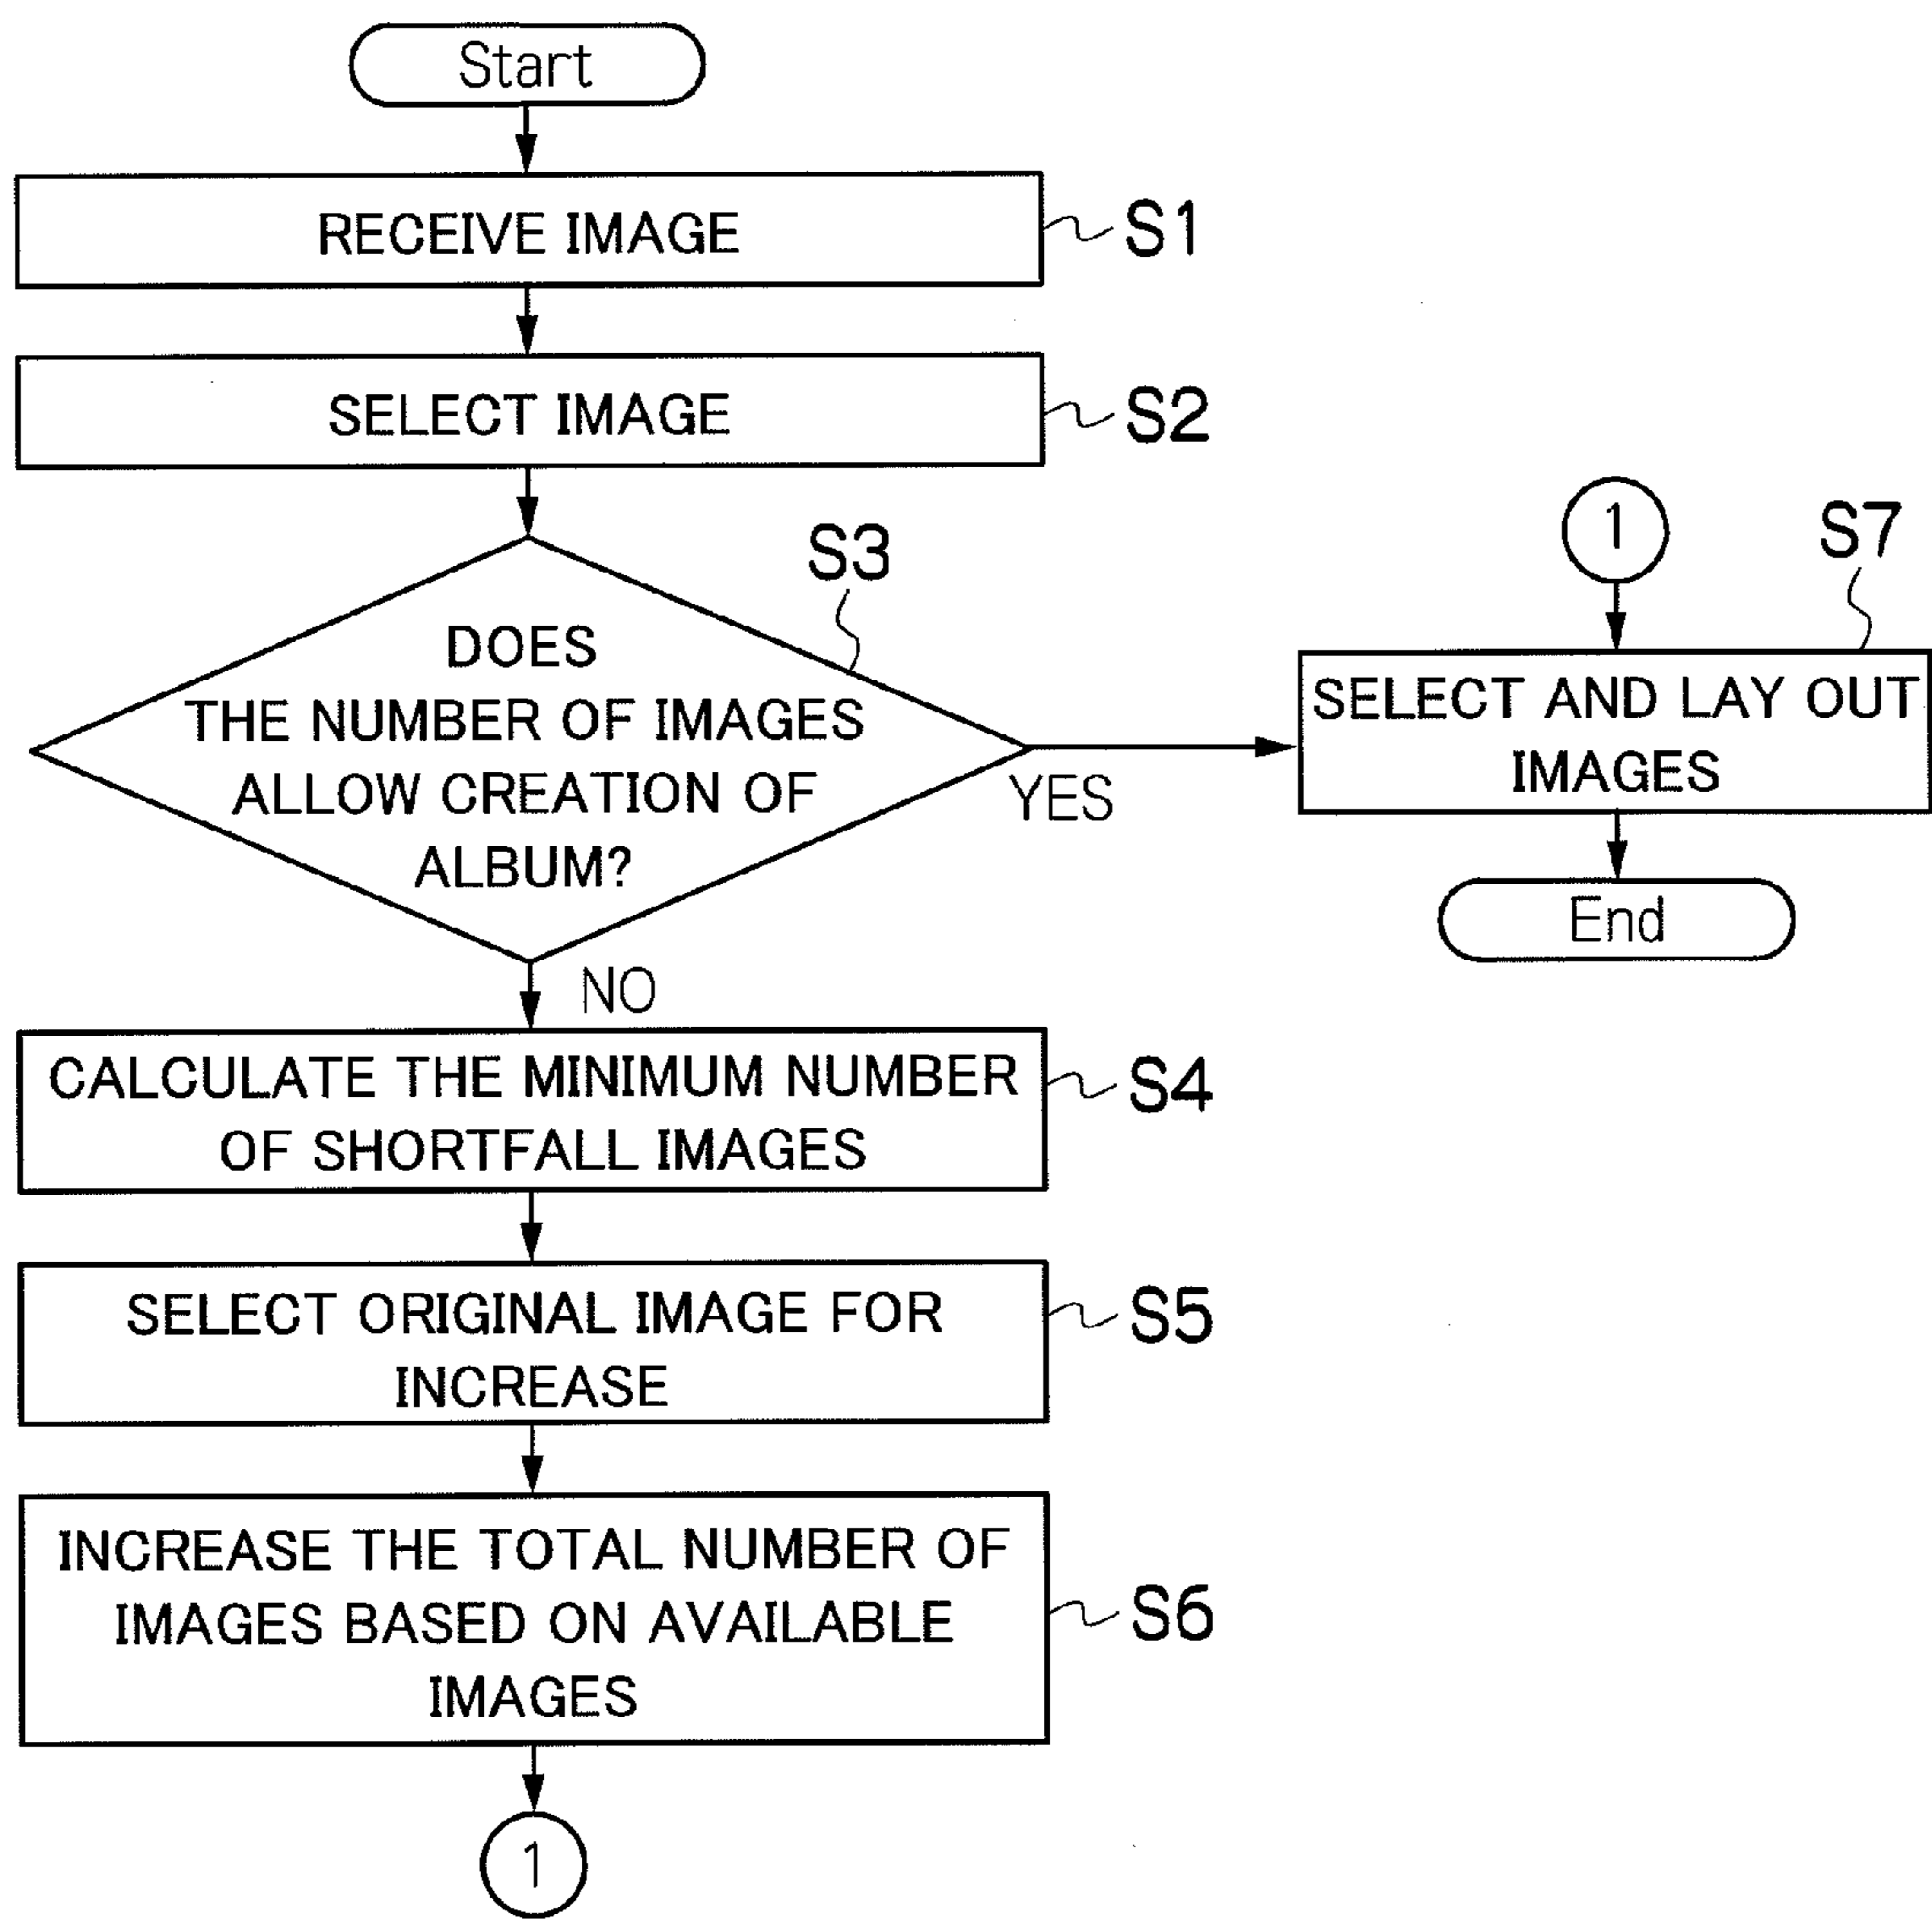 Start
RECEIVE IMAGE
S1
SELECT IMAGE
S2
S3
DOES
THE NUMBER OF IMAGES
ALLOW CREATION OF
ALBUM?
YES
NO
CALCULATE THE MINIMUM NUMBER
OF SHORTFALL IMAGES
S4
SELECT ORIGINAL IMAGE FOR
INCREASE
S5
INCREASE THE TOTAL NUMBER OF
IMAGES BASED ON AVAILABLE
IMAGES
S6
1
1
S7
SELECT AND LAY OUT
IMAGES
End